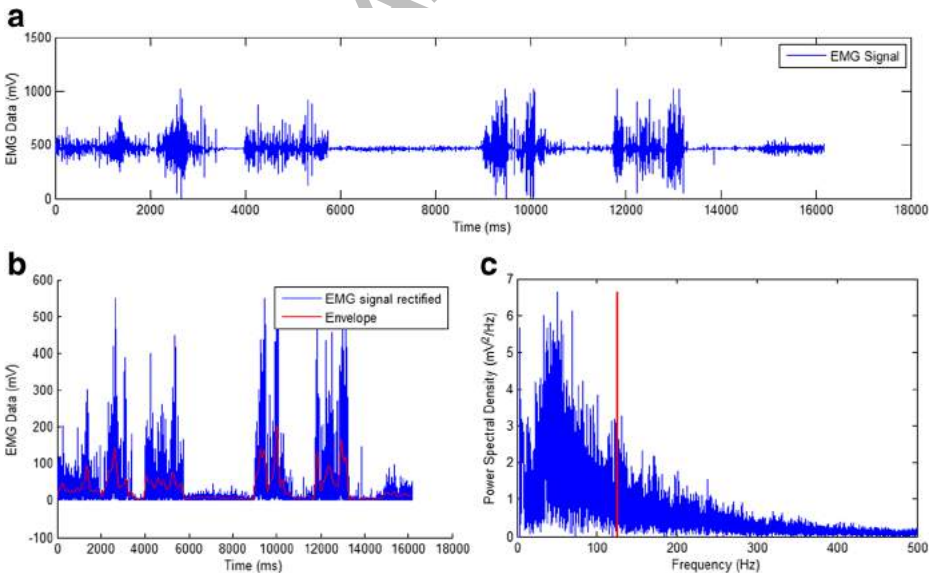 a
1500
1000
500
0
EMG Data (mV)
EMG Signal
0 2000 4000 6000 8000 10000 12000 14000 16000 18000
Time (ms)
b
600
500
400
300
200
100
0
-100
EMG Data (mV)
EMG signal rectified
Envelope
0 2000 4000 6000 8000 10000 12000 14000 16000 18000
Time (ms)
c
7
6
5
4
3
2
1
0
Power Spectral Density (mV²/Hz)
0 100 200 300 400 500
Frequency (Hz)